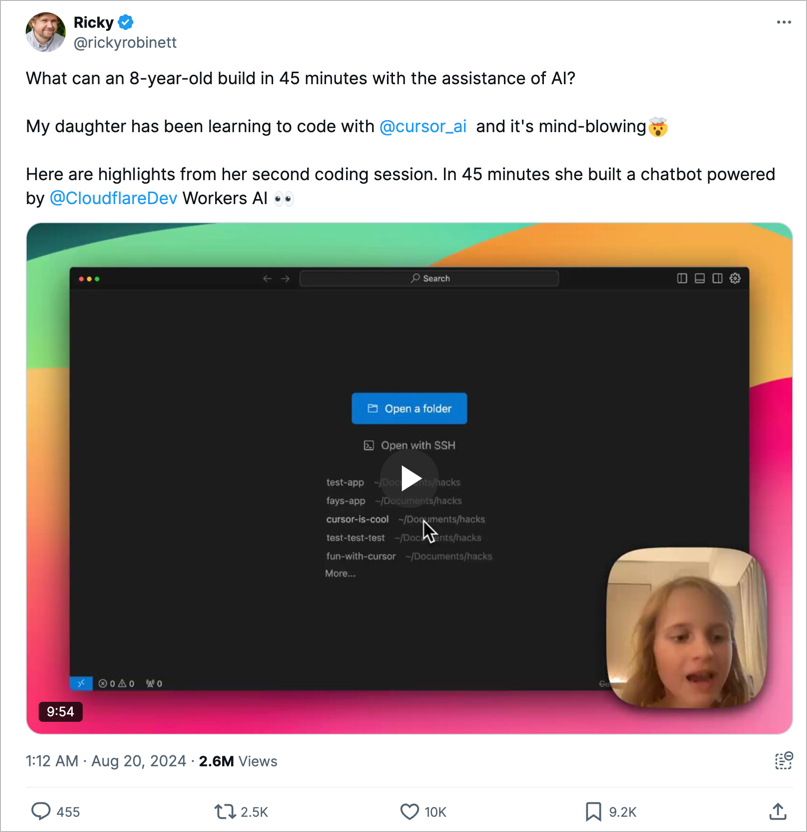 Ricky
@rickyrobinett
What can an 8-year-old build in 45 minutes with the assistance of AI?
My daughter has been learning to code with @cursor_ai and it's mind-blowing🤯
Here are highlights from her second coding session. In 45 minutes she built a chatbot powered
by @CloudflareDev Workers AI 👀
Search
Open a folder
Open with SSH
test-app ~/Documents/hacks
fays-app ~/Documents/hacks
cursor-is-cool ~/Documents/hacks
test-test-test ~/Documents/hacks
fun-with-cursor ~/Documents/hacks
More...
0 0 0
9:54
1:12 AM · Aug 20, 2024 · 2.6M Views
455 2.5K 10K 9.2K